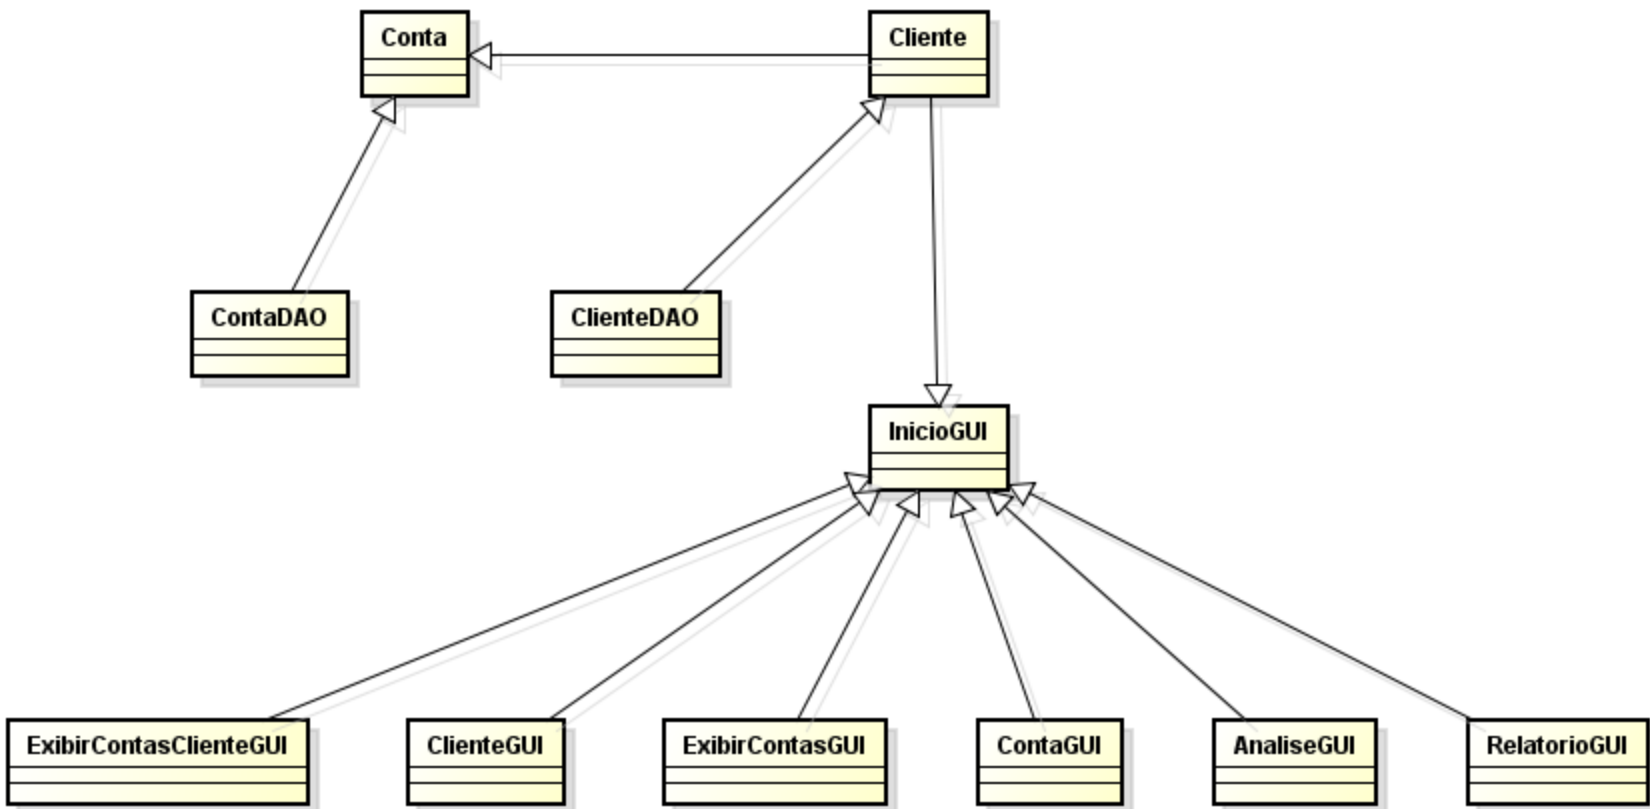 Conta
Cliente
ContaDAO
ClienteDAO
InicioGUI
ExibirContasClienteGUI
ClienteGUI
ExibirContasGUI
ContaGUI
AnaliseGUI
RelatorioGUI